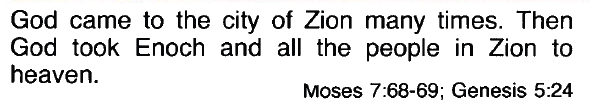 God came to the city of Zion many times. Then
God took Enoch and all the people in Zion to
heaven.
Moses 7:68-69; Genesis 5:24